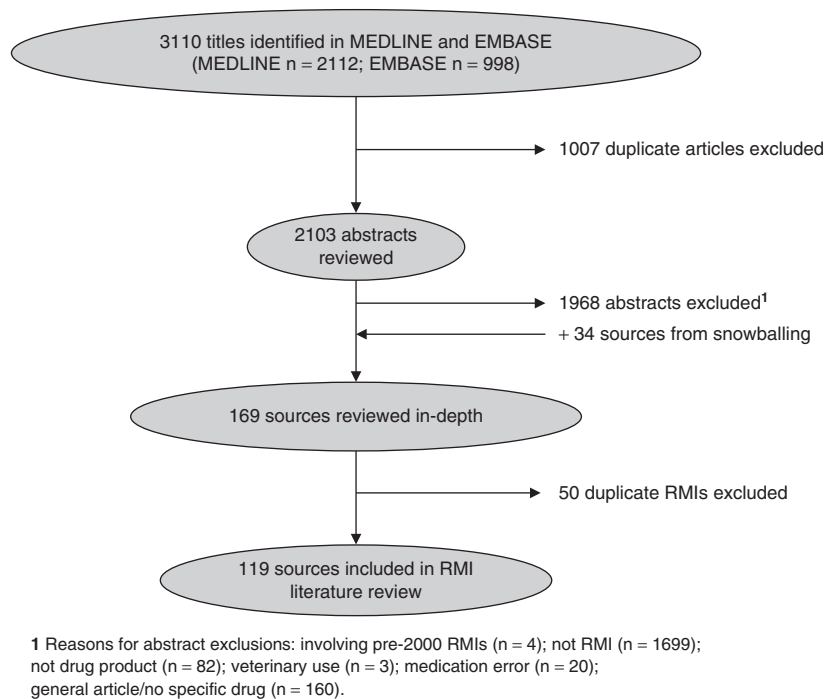 3110 titles identified in MEDLINE and EMBASE
(MEDLINE n = 2112; EMBASE n = 998)
1007 duplicate articles excluded
2103 abstracts
reviewed
1968 abstracts excluded1
+ 34 sources from snowballing
169 sources reviewed in-depth
50 duplicate RMIs excluded
119 sources included in RMI
literature review
1 Reasons for abstract exclusions: involving pre-2000 RMIs (n = 4); not RMI (n = 1699);
not drug product (n = 82); veterinary use (n = 3); medication error (n = 20);
general article/no specific drug (n = 160).